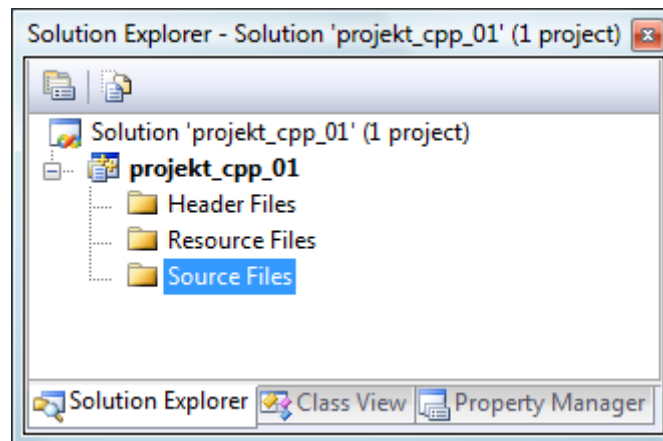 Solution Explorer - Solution 'projekt_cpp_01' (1 project)
Solution 'projekt_cpp_01' (1 project)
projekt_cpp_01
Header Files
Resource Files
Source Files
Solution Explorer Class View Property Manager